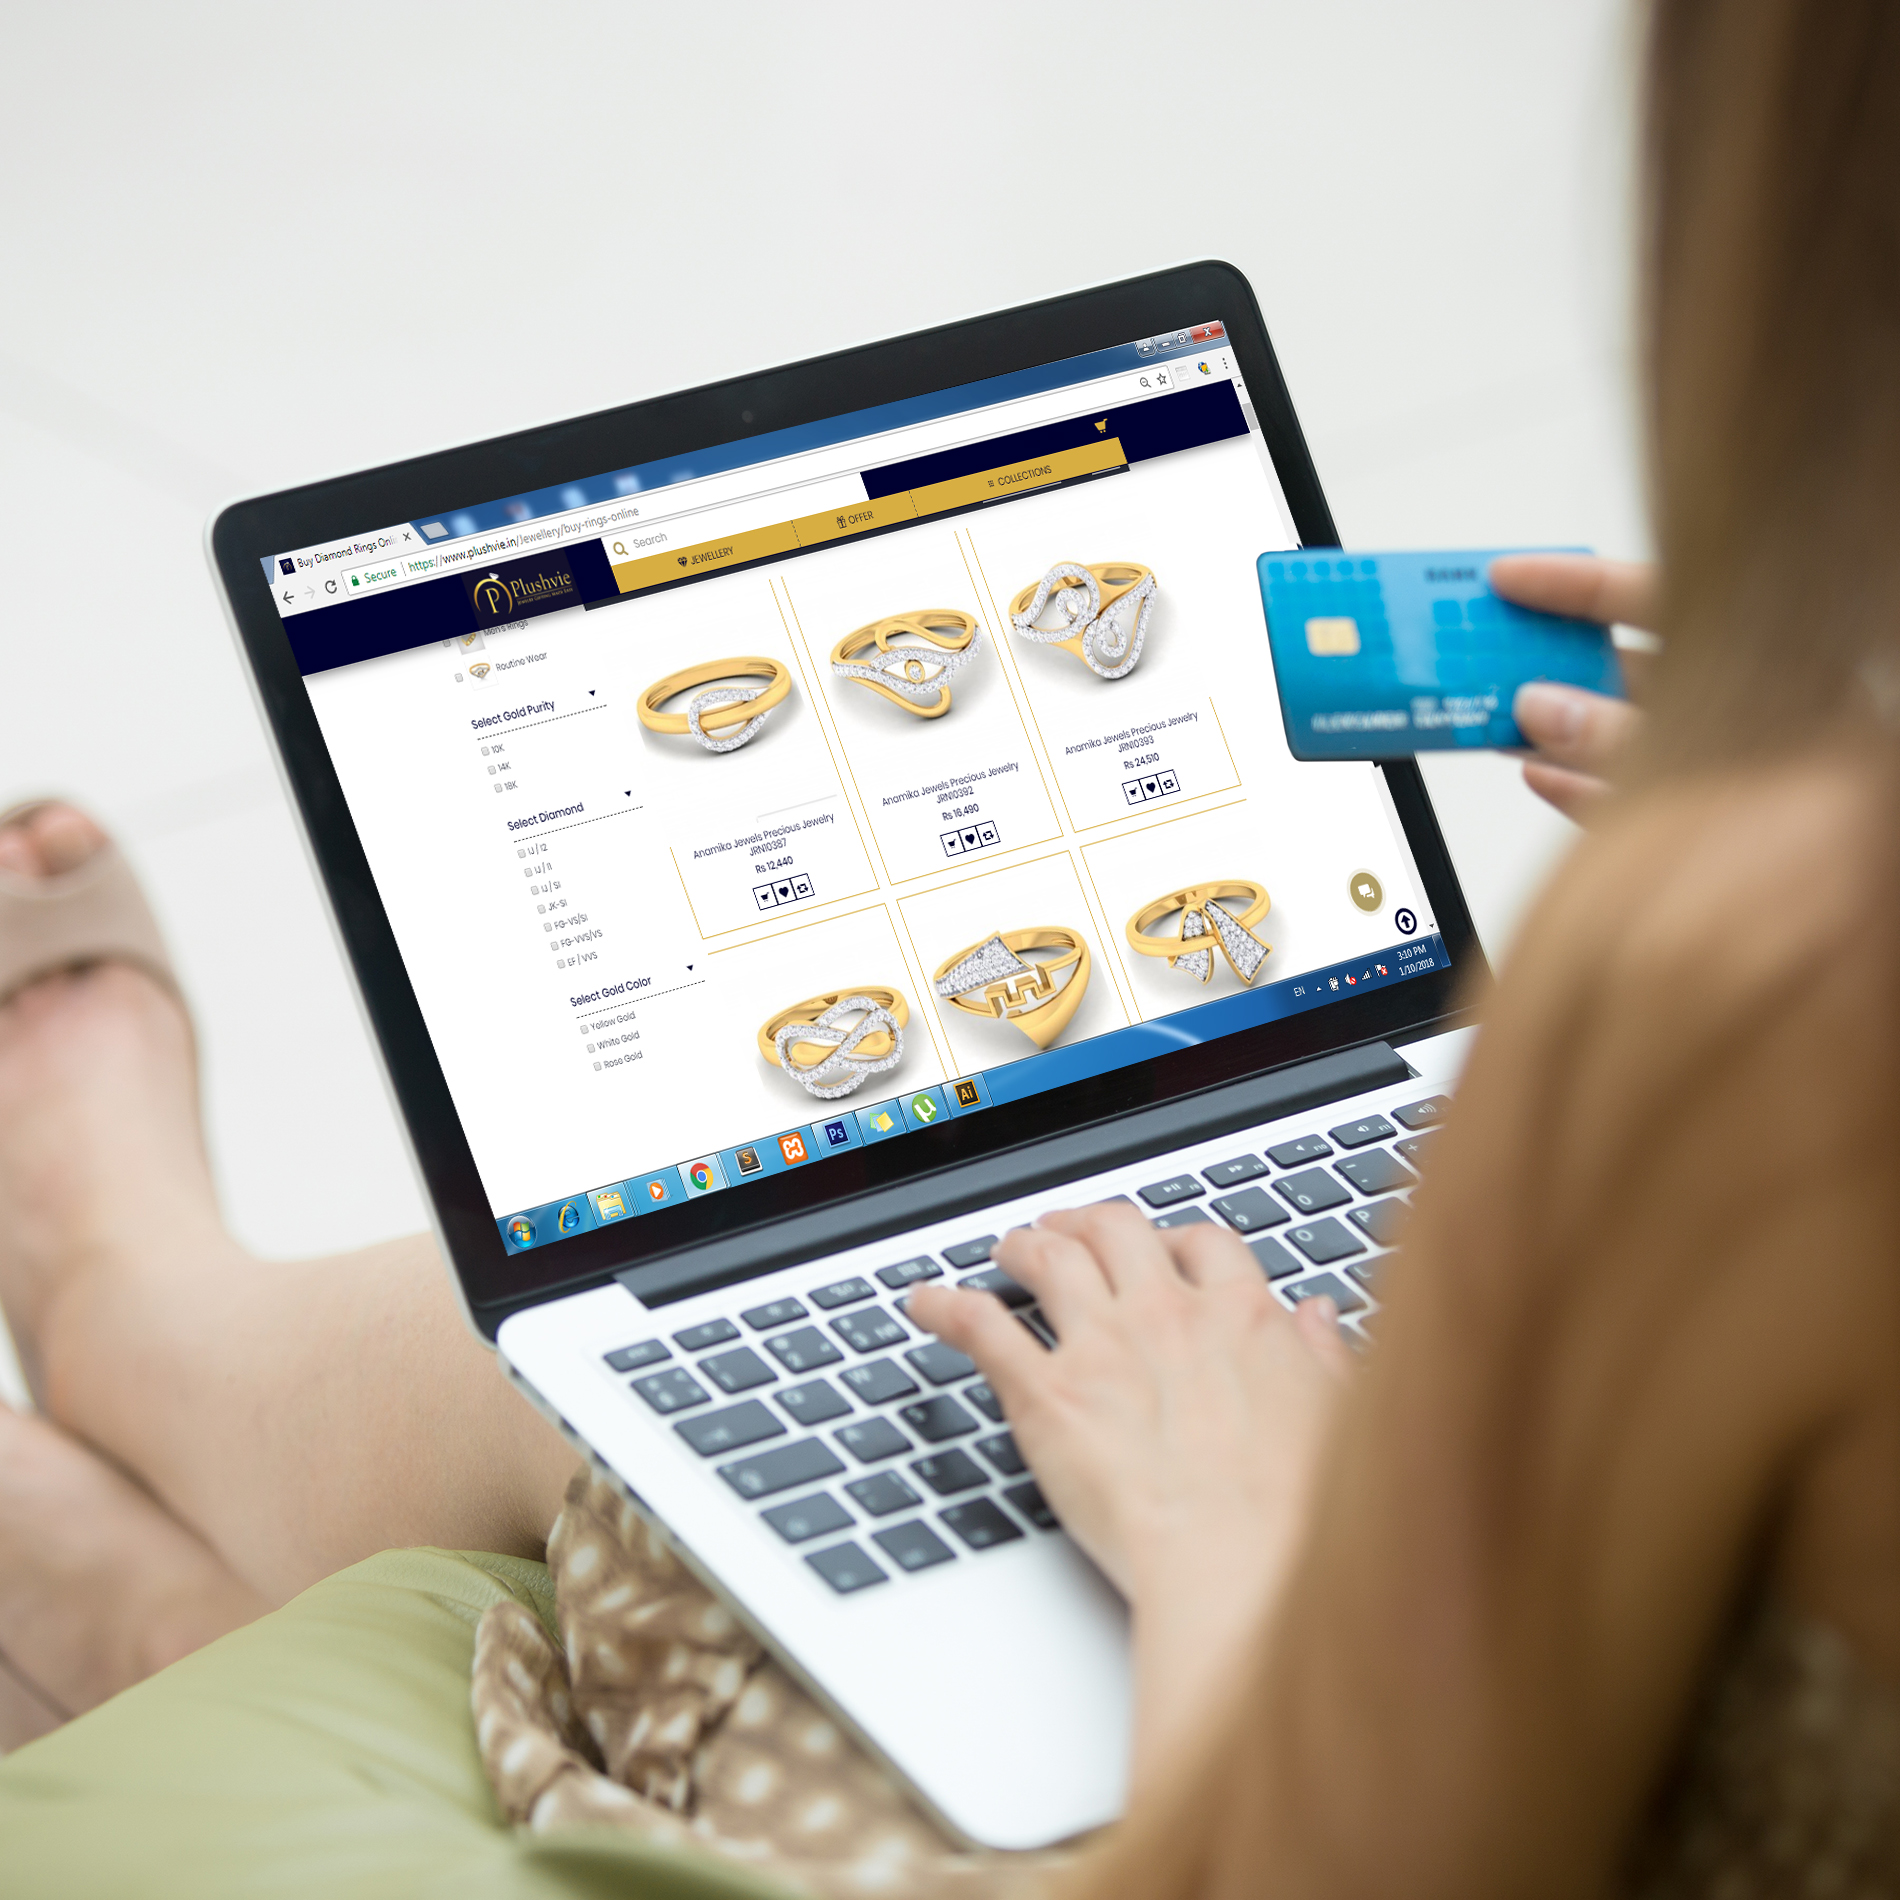 Buy Diamond Rings Onli
Secure https://www.plushvie.in/Jewellery/buy-rings-online
P Plushvie
Search
JEWELLERY
OFFER
COLLECTIONS
Men's Rings
Routine Wear
Select Gold Purity
10K
14K
18K
Select Diamond
IJ / I2
IJ / I1
IJ / SI
JK-SI
FG-VS/SI
FG-VVS/VS
EF / VVS
Select Gold Color
Yellow Gold
White Gold
Rose Gold
Anamika Jewels Precious Jewelry
JRN10387
Rs 12,440
Anamika Jewels Precious Jewelry
JRN10392
Rs 16,490
Anamika Jewels Precious Jewelry
JRN10393
Rs 24,510
S
Ps
µ
Ai
EN
3:10 PM
1/10/2018
BANK